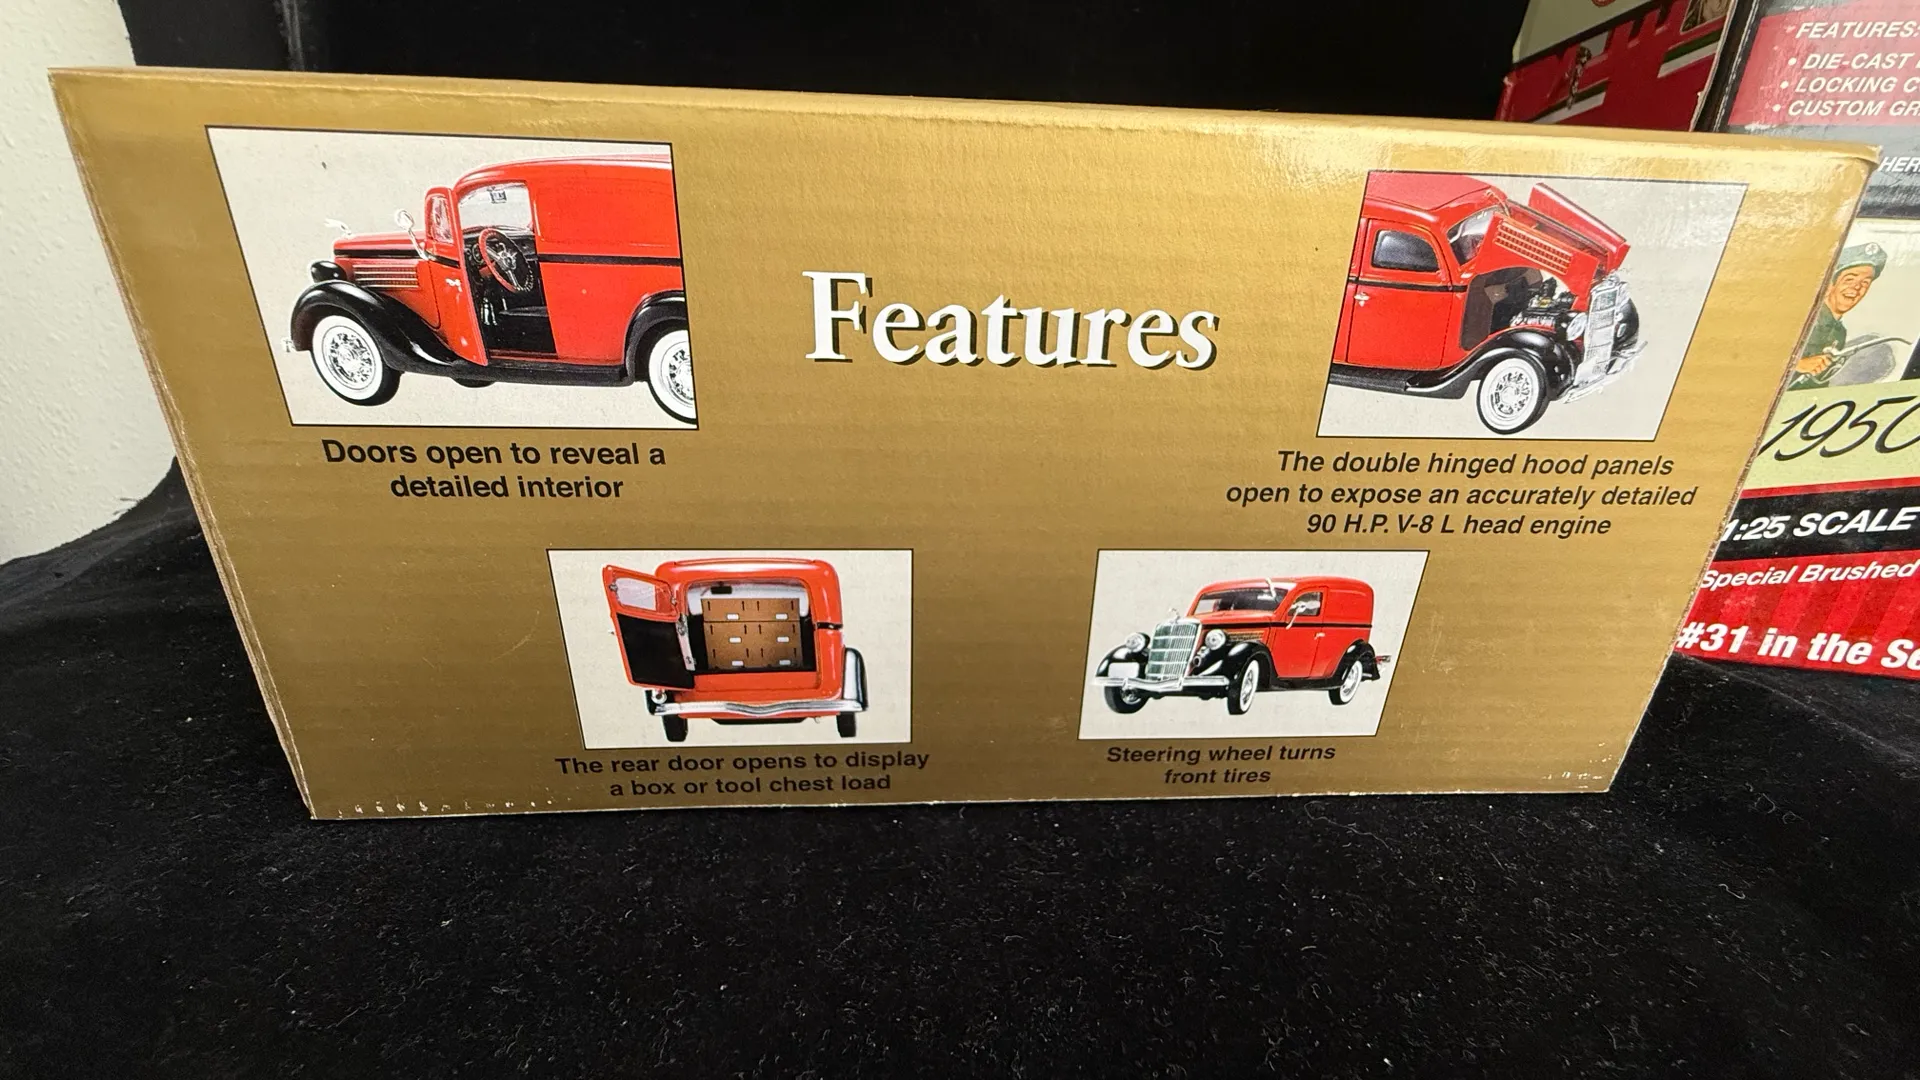 Features
Doors open to reveal a
detailed interior
The double hinged hood panels
open to expose an accurately detailed
90 H.P. V-8 L head engine
The rear door opens to display
a box or tool chest load
Steering wheel turns
front tires
FEATURES:
• DIE-CAST
• LOCKING
• CUSTOM
1950
1:25 SCALE
Special Brushed
#31 in the